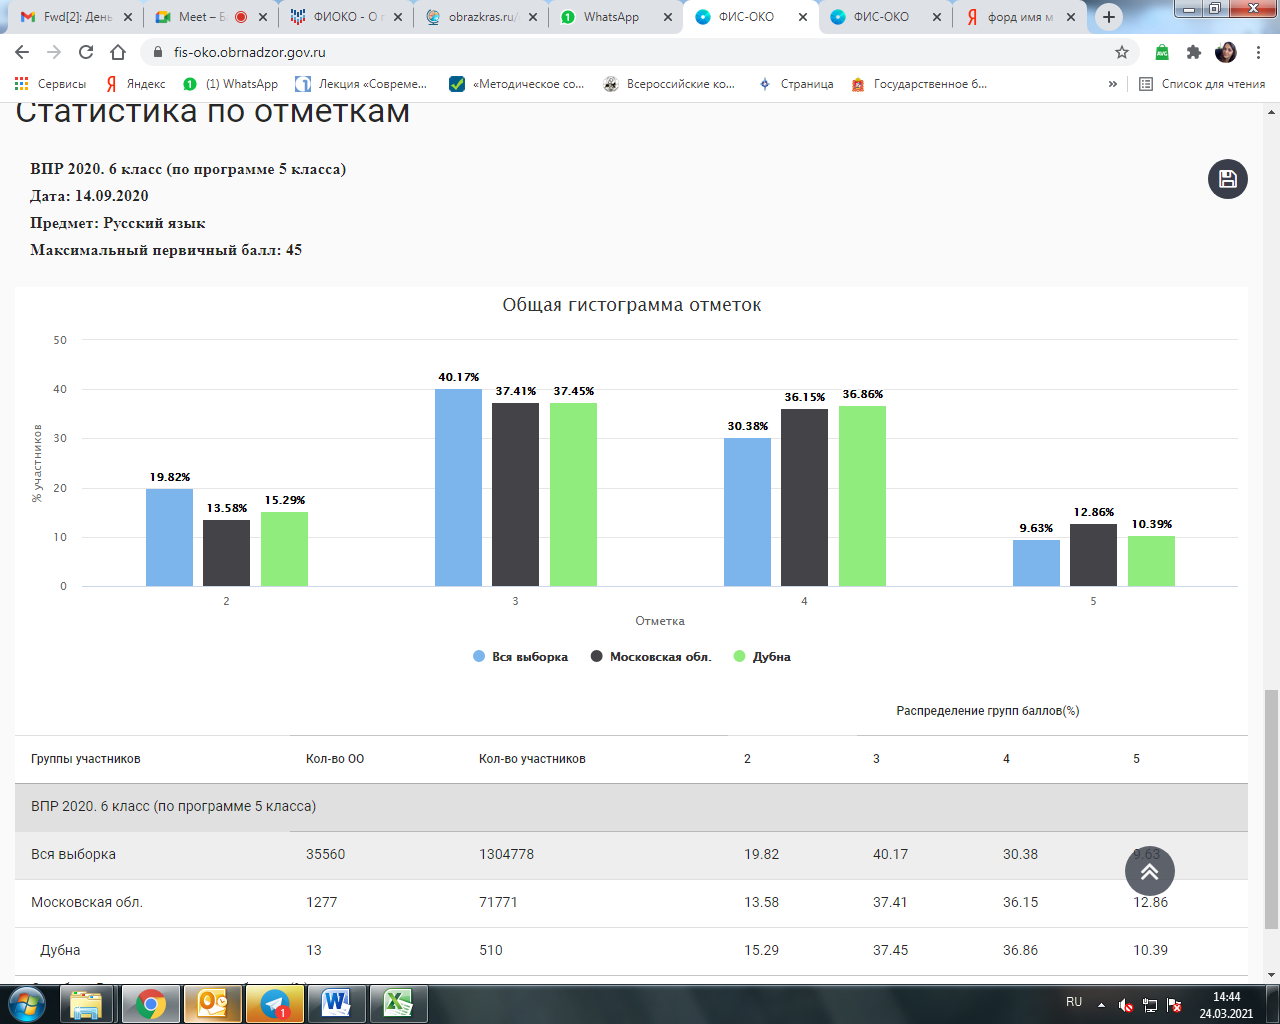 Fwd[2]: День
Meet – Б
ФИОКО - О
obrazkras.ru/
WhatsApp
ФИС-ОКО
ФИС-ОКО
форд имя м
fis-oko.obrnadzor.gov.ru
Сервисы
Яндекс
(1) WhatsApp
Лекция «Совреме...
«Методическое со...
Всероссийские ко...
Страница
Государственное б...
»
Список для чтения
Статистика по отметкам
ВПР 2020. 6 класс (по программе 5 класса)
Дата: 14.09.2020
Предмет: Русский язык
Максимальный первичный балл: 45
Общая гистограмма отметок
50
40
30
20
10
0
% участников
19.82%
13.58%
15.29%
40.17%
37.41%
37.45%
30.38%
36.15%
36.86%
9.63%
12.86%
10.39%
2
3
4
5
Отметка
Вся выборка
Московская обл.
Дубна
Распределение групп баллов(%)
Группы участников Кол-во ОО Кол-во участников 2 3 4 5
ВПР 2020. 6 класс (по программе 5 класса)
Вся выборка 35560 1304778 19.82 40.17 30.38 9.63
Московская обл. 1277 71771 13.58 37.41 36.15 12.86
Дубна 13 510 15.29 37.45 36.86 10.39
RU
14:44
24.03.2021